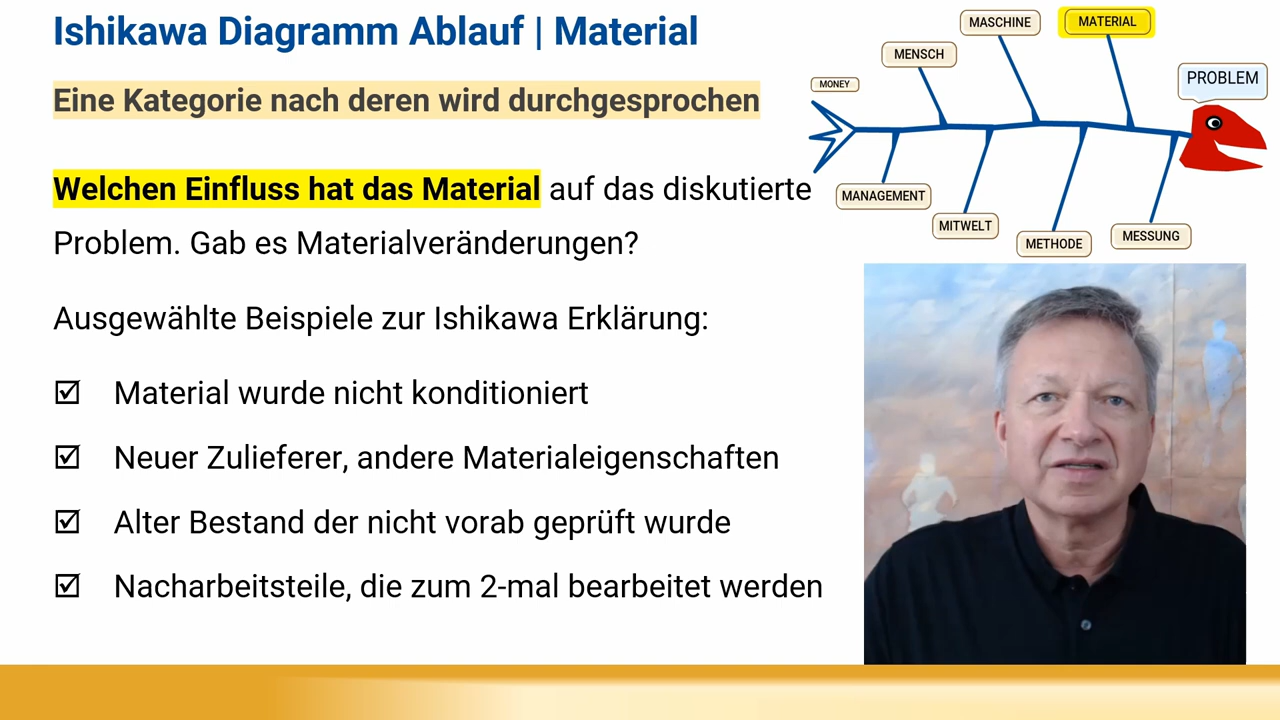 Ishikawa Diagramm Ablauf | Material
Eine Kategorie nach deren wird durchgesprochen
Welchen Einfluss hat das Material auf das diskutierte
Problem. Gab es Materialveränderungen?
Ausgewählte Beispiele zur Ishikawa Erklärung:
☑ Material wurde nicht konditioniert
☑ Neuer Zulieferer, andere Materialeigenschaften
☑ Alter Bestand der nicht vorab geprüft wurde
☑ Nacharbeitsteile, die zum 2-mal bearbeitet werden
MONEY
MENSCH
MASCHINE
MATERIAL
PROBLEM
MANAGEMENT
MITWELT
METHODE
MESSUNG